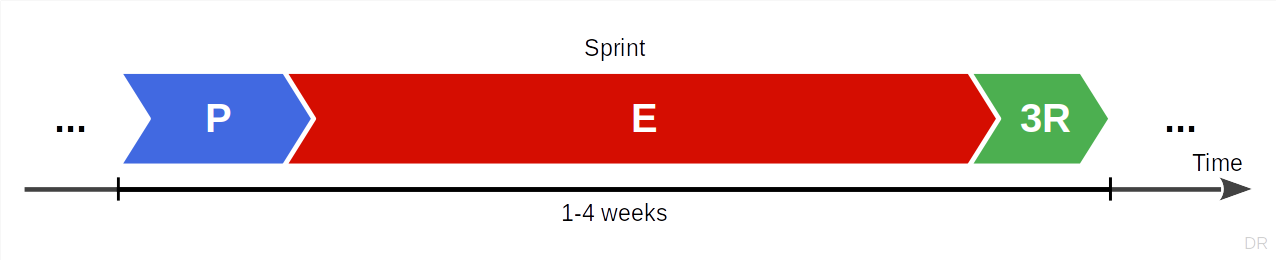 Sprint
... P E 3R ...
Time
1-4 weeks
DR